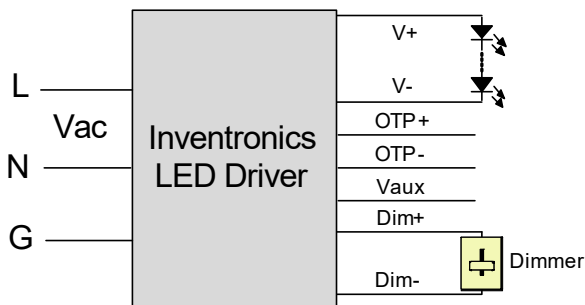 L
Vac
N
G
Inventronics
LED Driver
V+
V-
OTP+
OTP-
Vaux
Dim+
Dim-
Dimmer